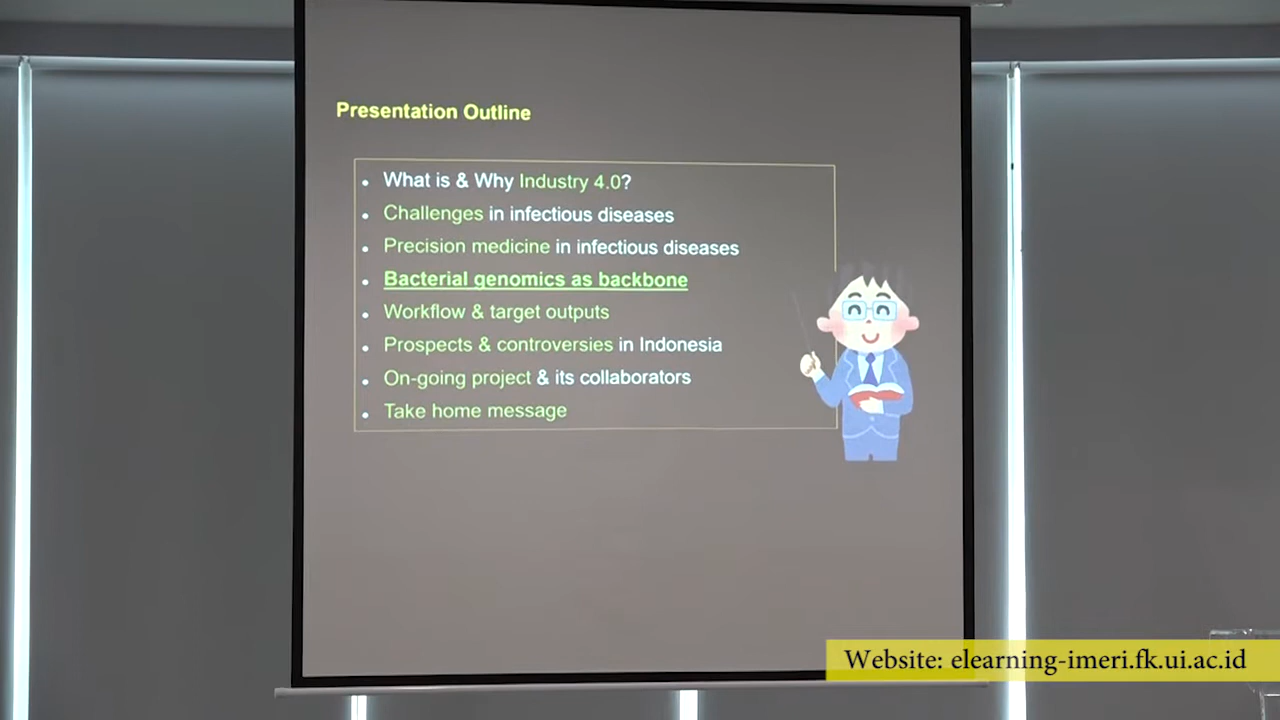 Presentation Outline
• What is & Why Industry 4.0?
• Challenges in infectious diseases
• Precision medicine in infectious diseases
• Bacterial genomics as backbone
• Workflow & target outputs
• Prospects & controversies in Indonesia
• On-going project & its collaborators
• Take home message
Website: elearning-imeri.fk.ui.ac.id